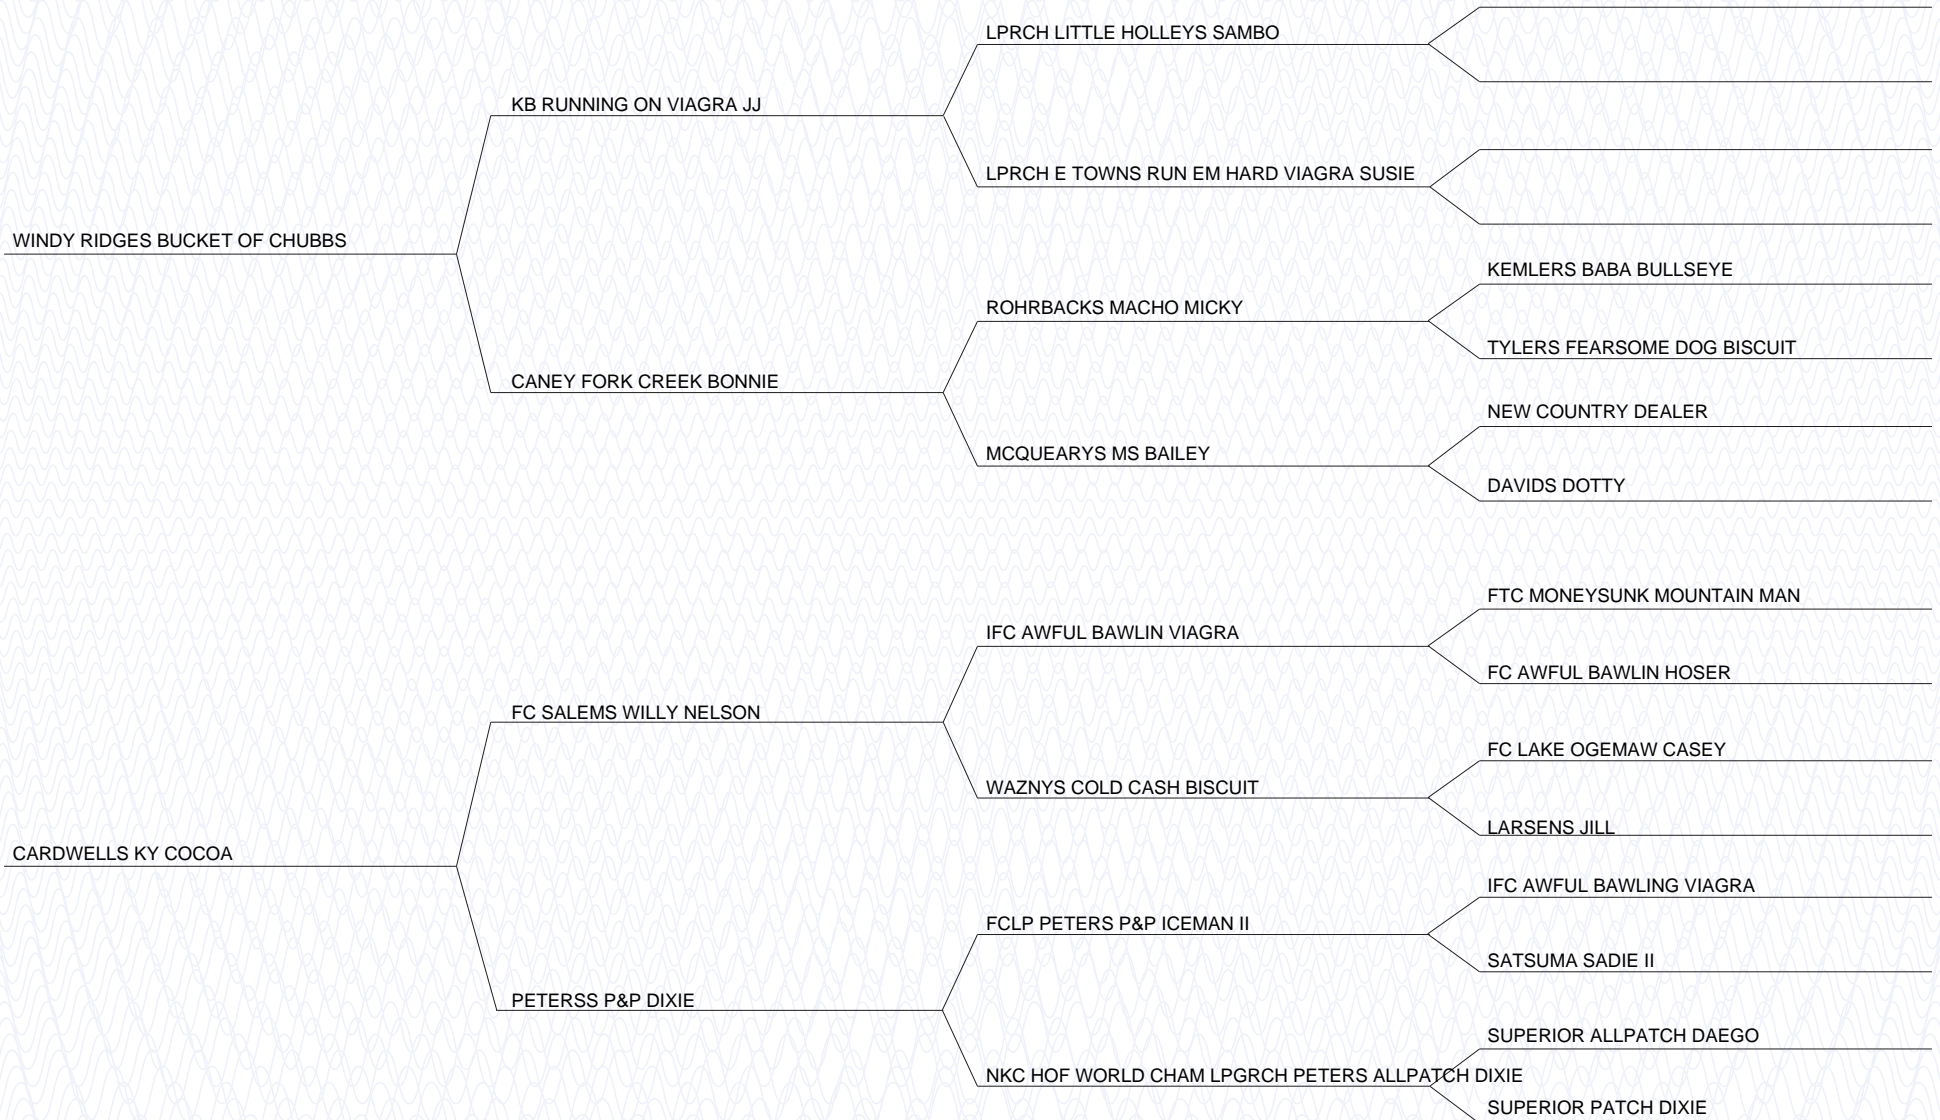 LPRCH LITTLE HOLLEYS SAMBO
KB RUNNING ON VIAGRA JJ
LPRCH E TOWNS RUN EM HARD VIAGRA SUSIE
WINDY RIDGES BUCKET OF CHUBBS
KEMLERS BABA BULLSEYE
ROHRBACKS MACHO MICKY
TYLERS FEARSOME DOG BISCUIT
CANEY FORK CREEK BONNIE
NEW COUNTRY DEALER
MCQUEARYS MS BAILEY
DAVIDS DOTTY
FTC MONEYSUNK MOUNTAIN MAN
IFC AWFUL BAWLIN VIAGRA
FC AWFUL BAWLIN HOSER
FC SALEMS WILLY NELSON
FC LAKE OGEMAW CASEY
WAZNYS COLD CASH BISCUIT
LARSENS JILL
CARDWELLS KY COCOA
IFC AWFUL BAWLING VIAGRA
FCLP PETERS P&P ICEMAN II
SATSUMA SADIE II
PETERSS P&P DIXIE
SUPERIOR ALLPATCH DAEGO
NKC HOF WORLD CHAM LPGRCH PETERS ALLPATCH DIXIE
SUPERIOR PATCH DIXIE